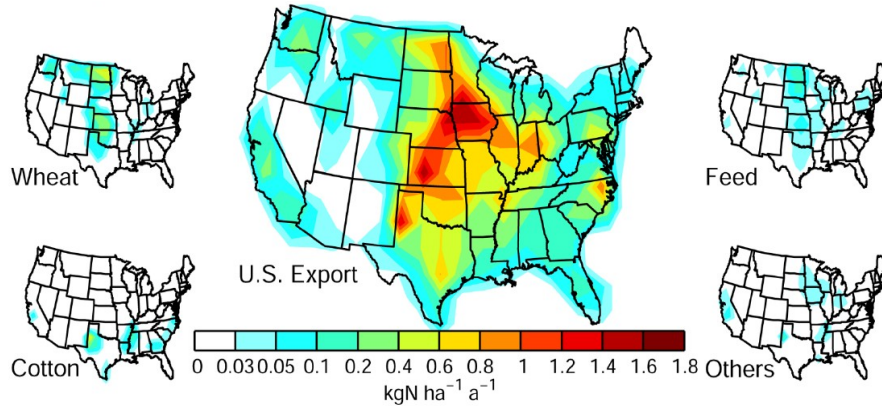 Wheat
Feed
U.S. Export
Cotton
Others
0 0.03 0.05 0.1 0.2 0.4 0.6 0.8 1 1.2 1.4 1.6 1.8
kgN ha⁻¹ a⁻¹